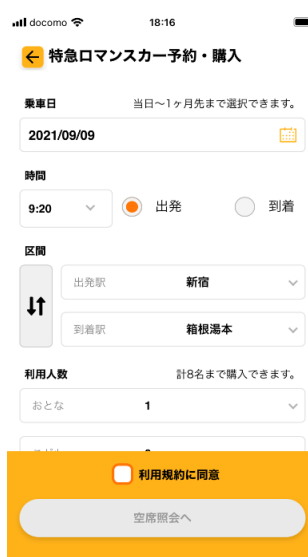 docomo 18:16
特急ロマンスカー予約・購入
乗車日 当日〜1ヶ月先まで選択できます。
2021/09/09
時間
9:20 出発 到着
区間
出発駅 新宿
到着駅 箱根湯本
利用人数 計8名まで購入できます。
おとな 1
利用規約に同意
空席照会へ